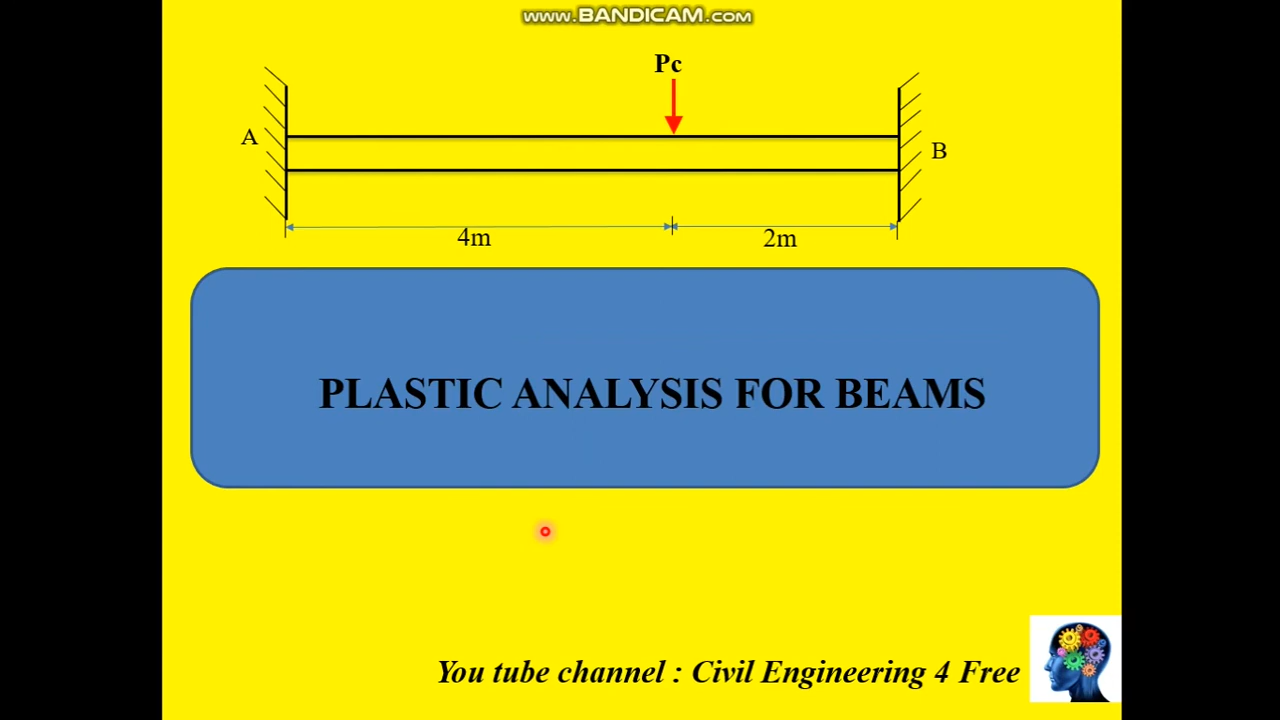 www.BANDICAM.com
Pc
A
B
4m
2m
PLASTIC ANALYSIS FOR BEAMS
You tube channel : Civil Engineering 4 Free